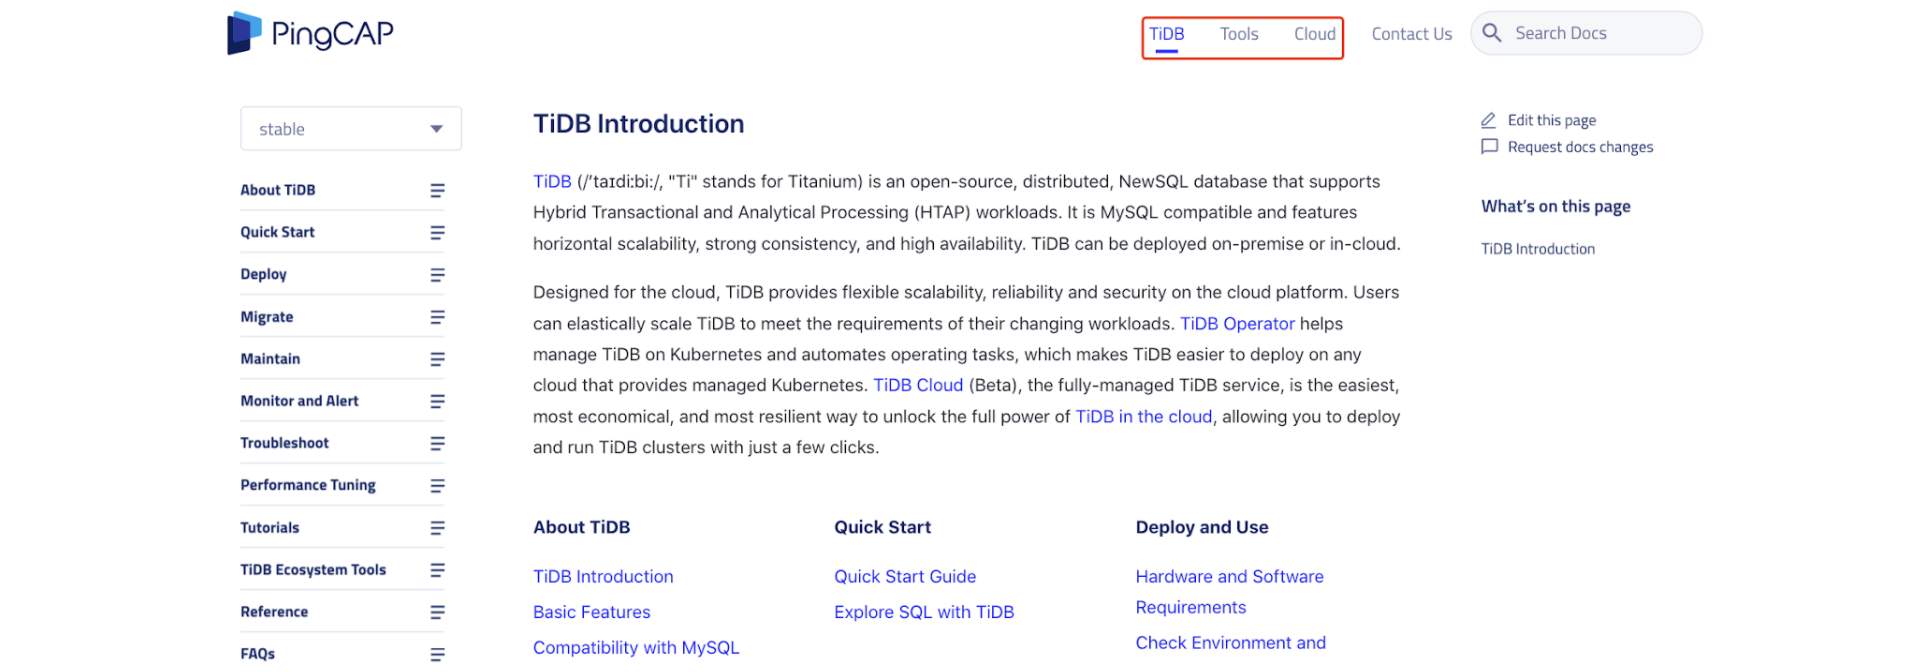 PingCAP
TiDB Tools Cloud Contact Us Search Docs
stable
About TiDB
Quick Start
Deploy
Migrate
Maintain
Monitor and Alert
Troubleshoot
Performance Tuning
Tutorials
TiDB Ecosystem Tools
Reference
FAQs
TiDB Introduction
TiDB (/'taɪdiːbi:/, "Ti" stands for Titanium) is an open-source, distributed, NewSQL database that supports
Hybrid Transactional and Analytical Processing (HTAP) workloads. It is MySQL compatible and features
horizontal scalability, strong consistency, and high availability. TiDB can be deployed on-premise or in-cloud.
Designed for the cloud, TiDB provides flexible scalability, reliability and security on the cloud platform. Users
can elastically scale TiDB to meet the requirements of their changing workloads. TiDB Operator helps
manage TiDB on Kubernetes and automates operating tasks, which makes TiDB easier to deploy on any
cloud that provides managed Kubernetes. TiDB Cloud (Beta), the fully-managed TiDB service, is the easiest,
most economical, and most resilient way to unlock the full power of TiDB in the cloud, allowing you to deploy
and run TiDB clusters with just a few clicks.
About TiDB
TiDB Introduction
Basic Features
Compatibility with MySQL
Quick Start
Quick Start Guide
Explore SQL with TiDB
Deploy and Use
Hardware and Software
Requirements
Check Environment and
Edit this page
Request docs changes
What's on this page
TiDB Introduction